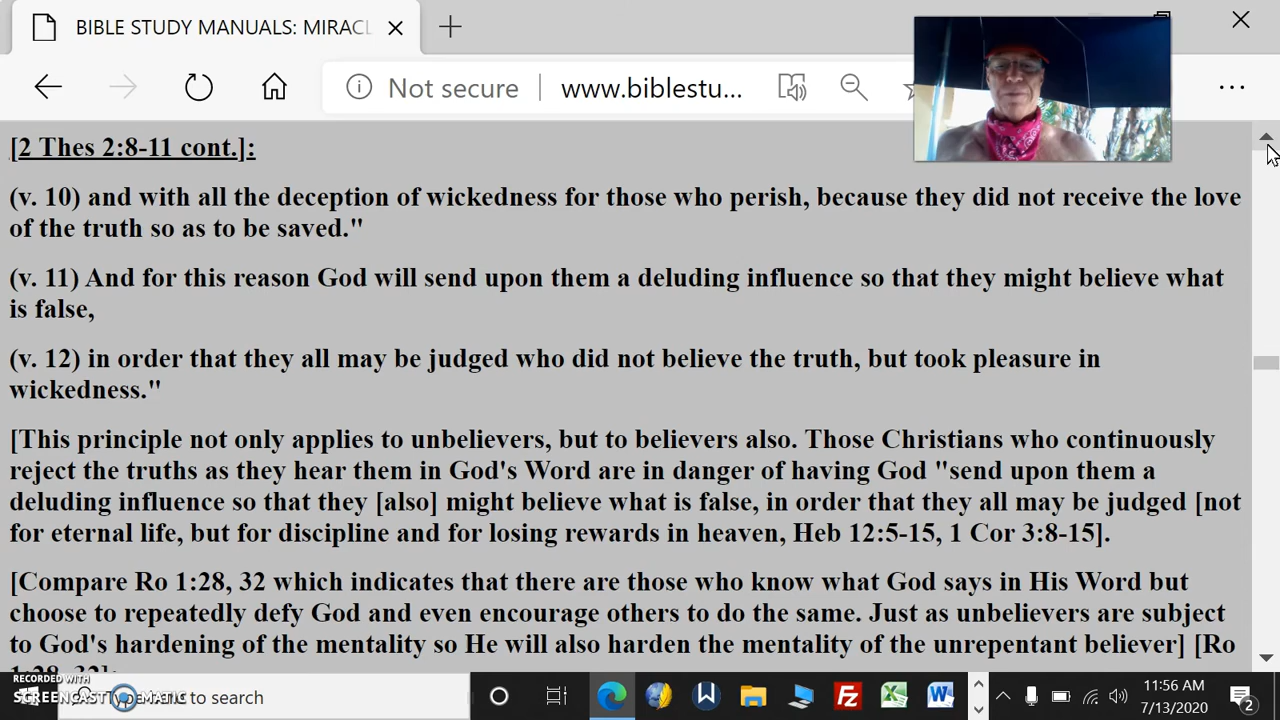 BIBLE STUDY MANUALS: MIRACL
Not secure
www.biblestu...
[2 Thes 2:8-11 cont.]:
(v. 10) and with all the deception of wickedness for those who perish, because they did not receive the love
of the truth so as to be saved."
(v. 11) And for this reason God will send upon them a deluding influence so that they might believe what
is false,
(v. 12) in order that they all may be judged who did not believe the truth, but took pleasure in
wickedness."
[This principle not only applies to unbelievers, but to believers also. Those Christians who continuously
reject the truths as they hear them in God's Word are in danger of having God "send upon them a
deluding influence so that they [also] might believe what is false, in order that they all may be judged [not
for eternal life, but for discipline and for losing rewards in heaven, Heb 12:5-15, 1 Cor 3:8-15].
[Compare Ro 1:28, 32 which indicates that there are those who know what God says in His Word but
choose to repeatedly defy God and even encourage others to do the same. Just as unbelievers are subject
to God's hardening of the mentality so He will also harden the mentality of the unrepentant believer] [Ro
1:28, 32]:
RECORDED WITH
SCREENCAST MATIC
Type here to search
11:56 AM
7/13/2020
2